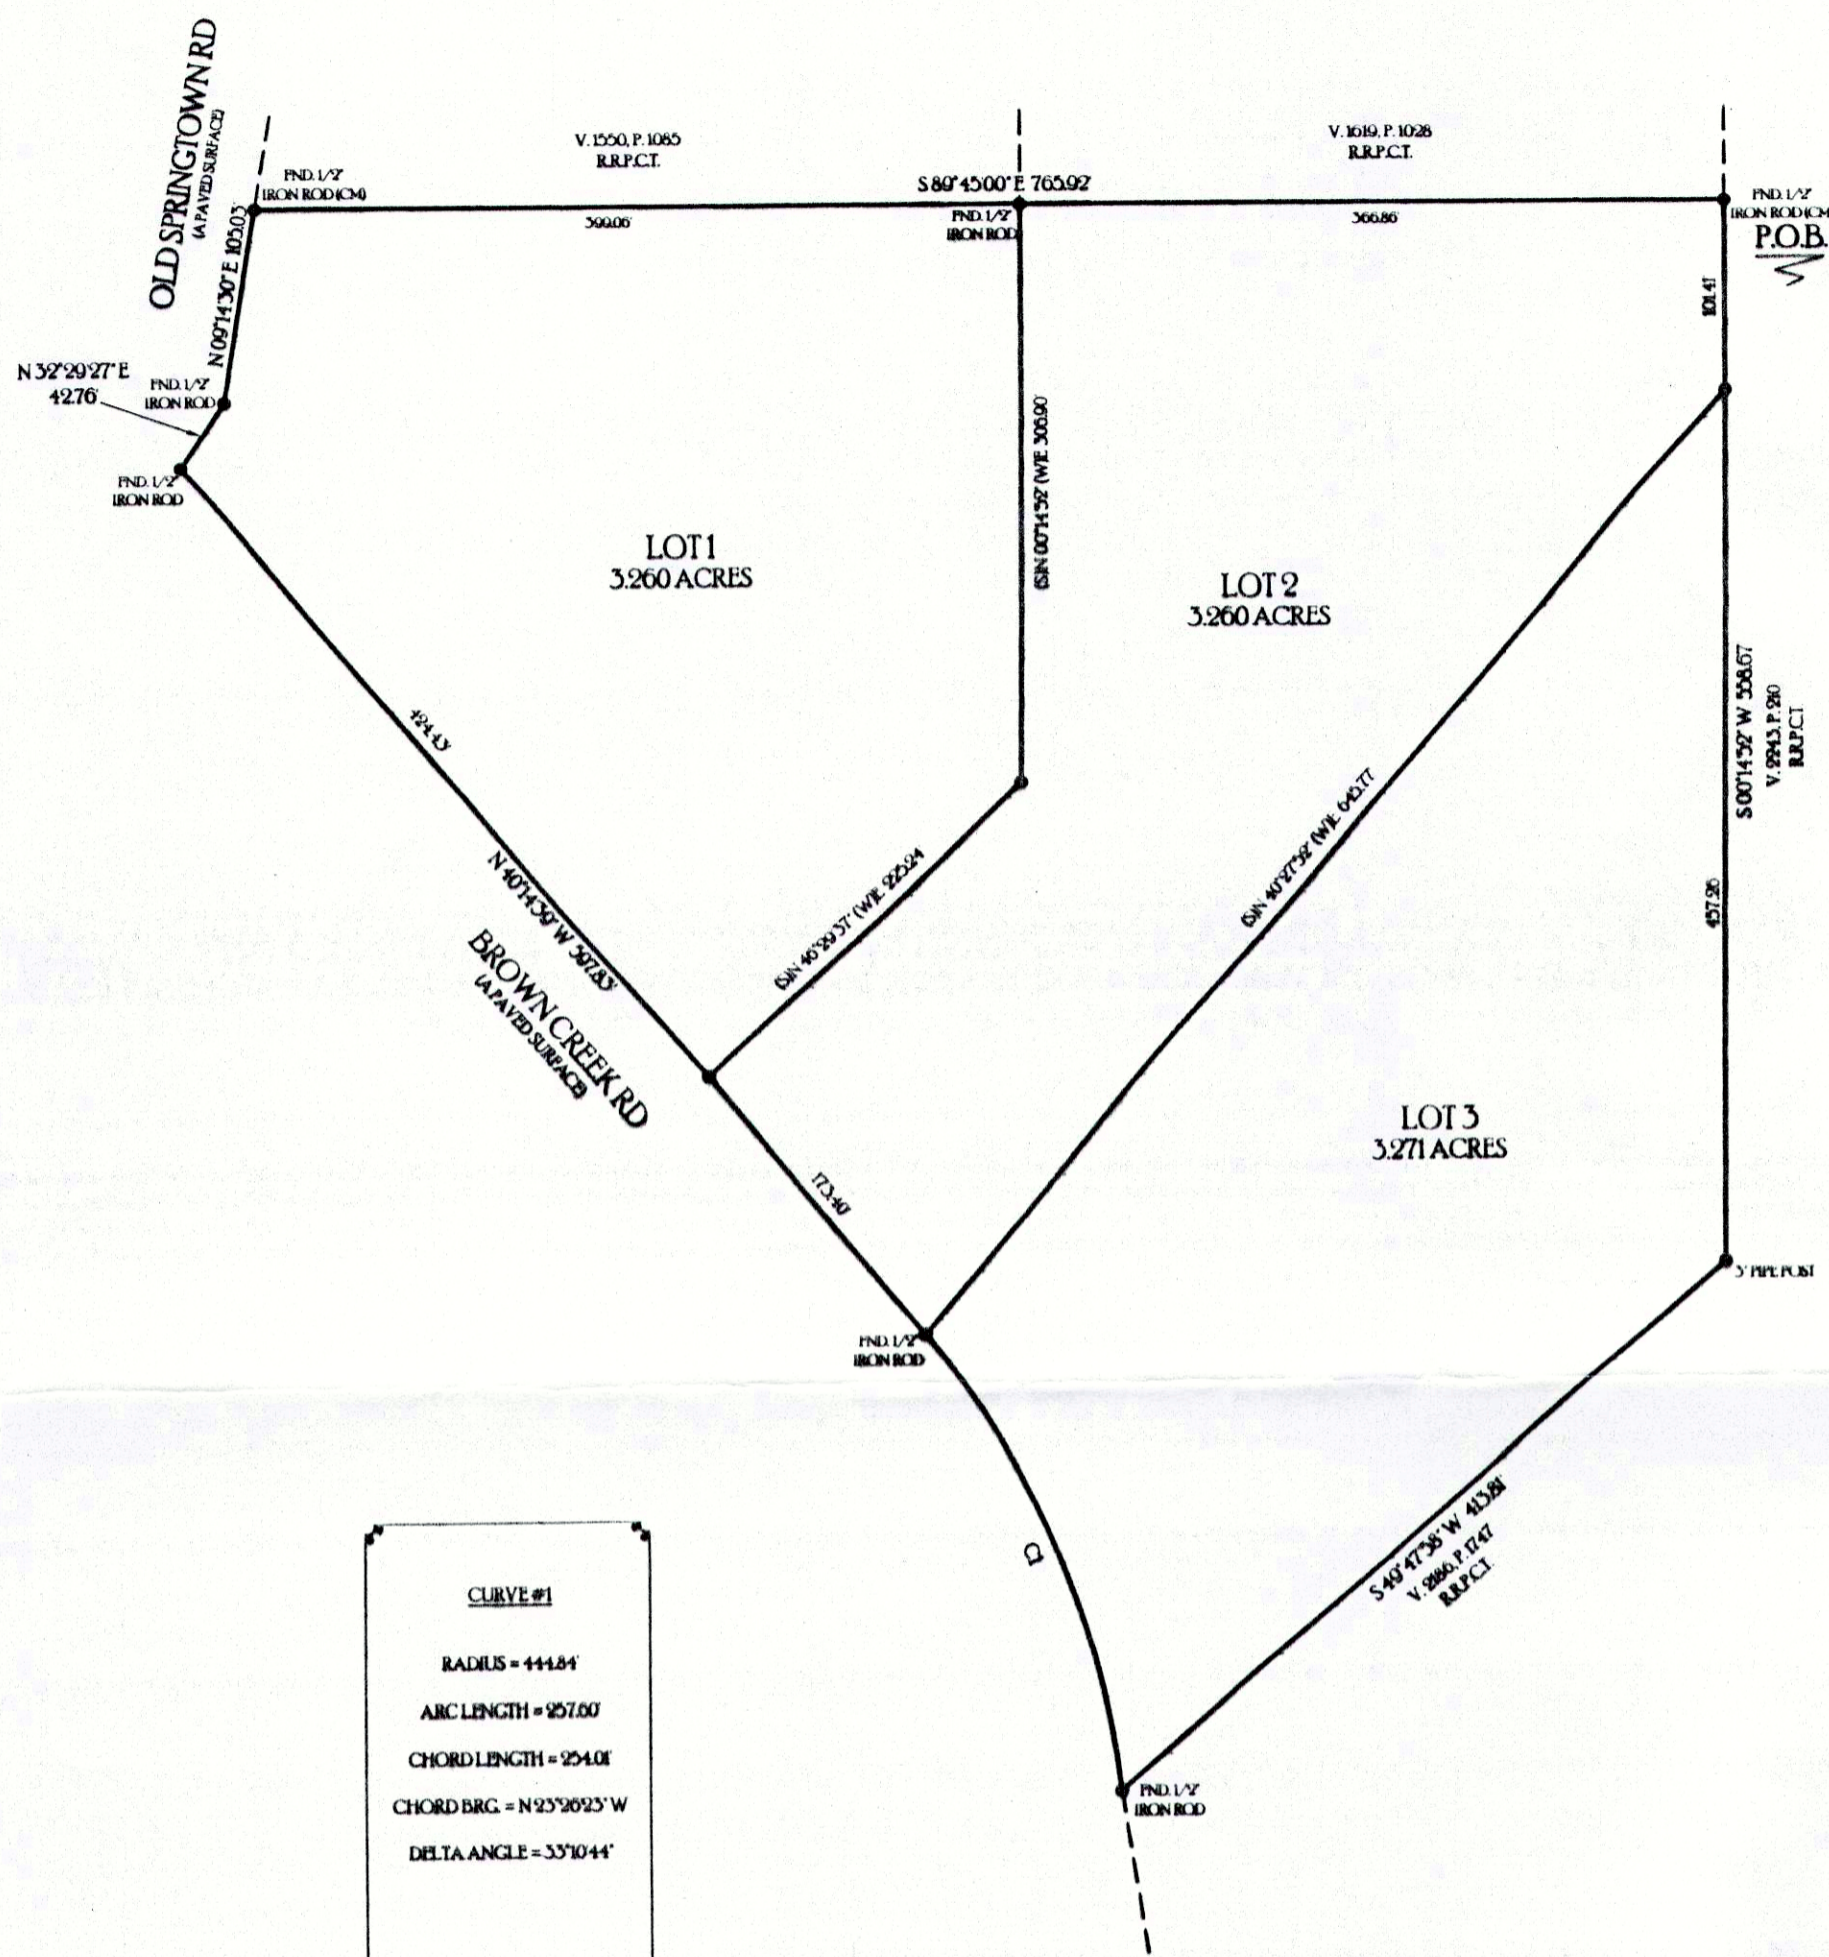 OLD SPRINGTOWN RD
(A PAVED SURFACE)
V. 1550, P. 1085
R.R.P.C.T.
V. 1619, P. 1028
R.R.P.C.T.
FND. 1/2"
IRON ROD (CM)
S 89°45'00" E 765.92'
399.06'
FND. 1/2"
IRON ROD
366.86'
FND. 1/2"
IRON ROD (CM
P.O.B.
N 09°14'30" E 105.03'
101.41'
N 32°29'27" E
42.76'
FND. 1/2"
IRON ROD
FND. 1/2"
IRON ROD
(S)N 00°14'52" (W)E 306.90'
LOT 1
3.260 ACRES
LOT 2
3.260 ACRES
S 00°14'52" W 558.67'
V. 2243, P. 210
R.R.P.C.T.
424.43'
N 40°14'39" W 597.83'
BROWN CREEK RD
(A PAVED SURFACE)
(S)N 46°29'37" (W)E 225.24'
(S)N 40°27'52" (W)E 645.77'
457.26'
LOT 3
3.271 ACRES
173.40'
3" PIPE POST
FND. 1/2"
IRON ROD
C1
S 49°47'58" W 413.81'
V. 2186, P. 1747
R.R.P.C.T.
FND. 1/2"
IRON ROD
CURVE #1
RADIUS = 444.84'
ARC LENGTH = 257.60'
CHORD LENGTH = 254.01'
CHORD BRG. = N 23°26'23" W
DELTA ANGLE = 33°10'44"